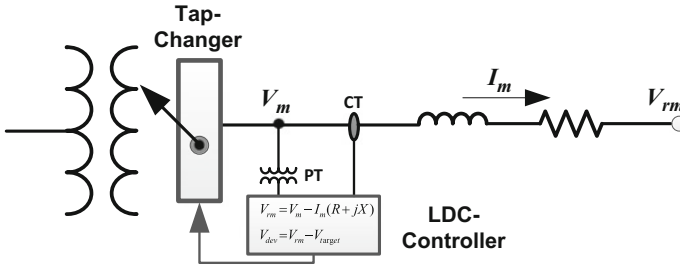 Tap-
Changer
V_m
CT
I_m
V_rm
PT
V_rm = V_m − I_m(R + jX)
V_dev = V_rm − V_target
LDC-
Controller